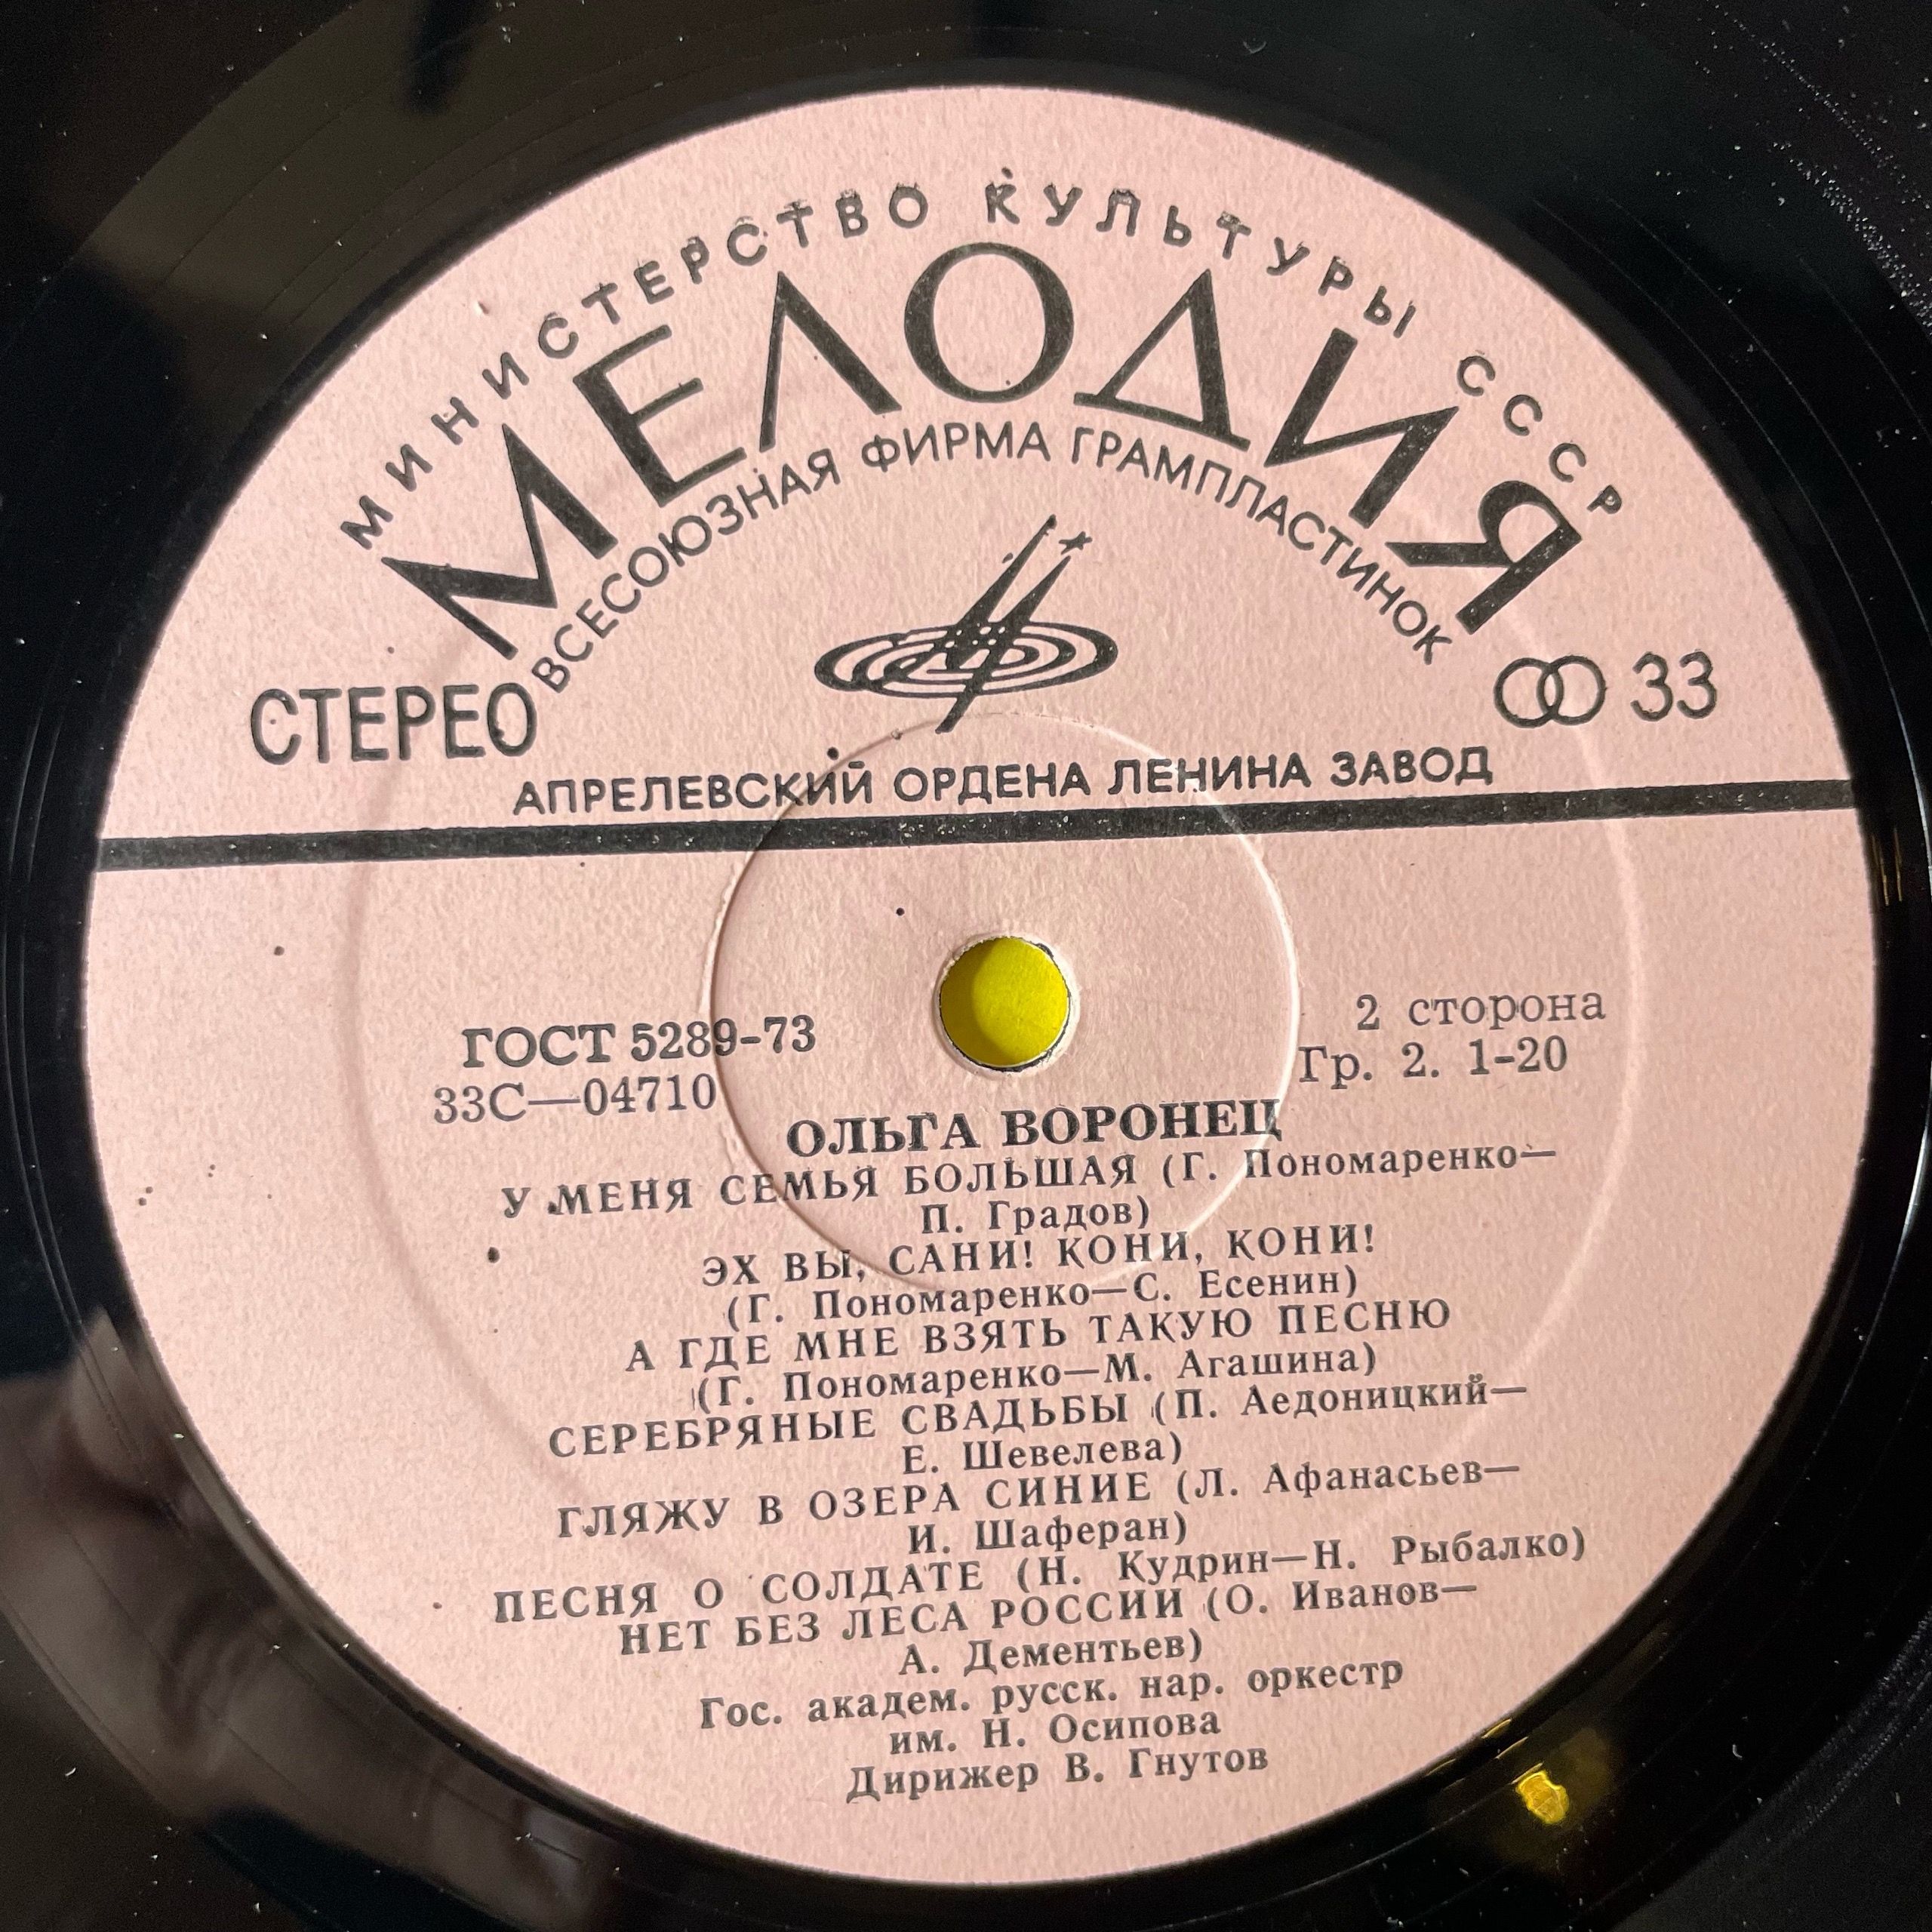 МИНИСТЕРСТВО КУЛЬТУРЫ СССР
МЕЛОДИЯ
ВСЕСОЮЗНАЯ ФИРМА ГРАМПЛАСТИНОК
СТЕРЕО
33
АПРЕЛЕВСКИЙ ОРДЕНА ЛЕНИНА ЗАВОД
ГОСТ 5289-73
2 сторона
33С—04710
Гр. 2. 1-20
ОЛЬГА ВОРОНЕЦ
У МЕНЯ СЕМЬЯ БОЛЬШАЯ (Г. Пономаренко—
П. Градов)
ЭХ ВЫ, САНИ! КОНИ, КОНИ!
(Г. Пономаренко—С. Есенин)
А ГДЕ МНЕ ВЗЯТЬ ТАКУЮ ПЕСНЮ
(Г. Пономаренко—М. Агашина)
СЕРЕБРЯНЫЕ СВАДЬБЫ (П. Аедоницкий—
Е. Шевелева)
ГЛЯЖУ В ОЗЕРА СИНИЕ (Л. Афанасьев—
И. Шаферан)
ПЕСНЯ О СОЛДАТЕ (Н. Кудрин—Н. Рыбалко)
НЕТ БЕЗ ЛЕСА РОССИИ (О. Иванов—
А. Дементьев)
Гос. академ. русск. нар. оркестр
им. Н. Осипова
Дирижер В. Гнутов